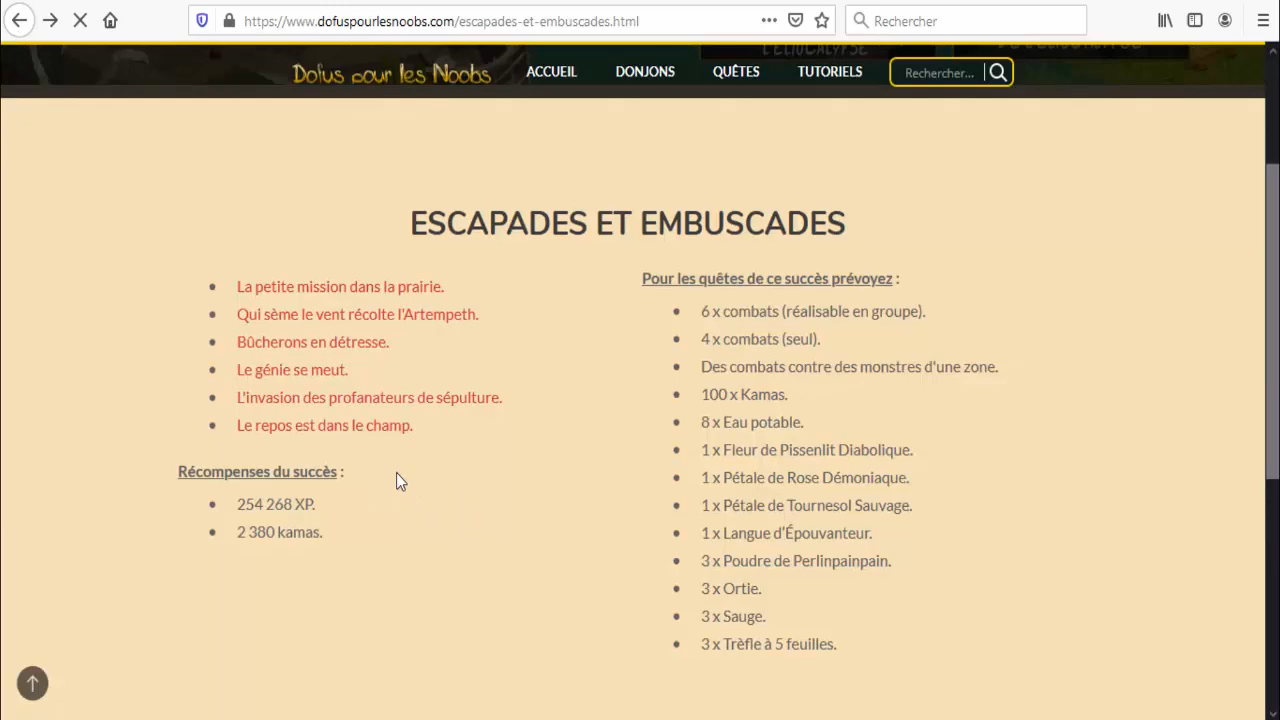 https://www.dofuspourlesnoobs.com/escapades-et-embuscades.html
Rechercher
Dofus pour les Noobs
ACCUEIL
DONJONS
QUÊTES
TUTORIELS
Rechercher...
ESCAPADES ET EMBUSCADES
La petite mission dans la prairie.
Qui sème le vent récolte l'Artempeth.
Bûcherons en détresse.
Le génie se meut.
L'invasion des profanateurs de sépulture.
Le repos est dans le champ.
Récompenses du succès :
254 268 XP.
2 380 kamas.
Pour les quêtes de ce succès prévoyez :
6 x combats (réalisable en groupe).
4 x combats (seul).
Des combats contre des monstres d'une zone.
100 x Kamas.
8 x Eau potable.
1 x Fleur de Pissenlit Diabolique.
1 x Pétale de Rose Démoniaque.
1 x Pétale de Tournesol Sauvage.
1 x Langue d'Épouvanteur.
3 x Poudre de Perlinpainpain.
3 x Ortie.
3 x Sauge.
3 x Trèfle à 5 feuilles.